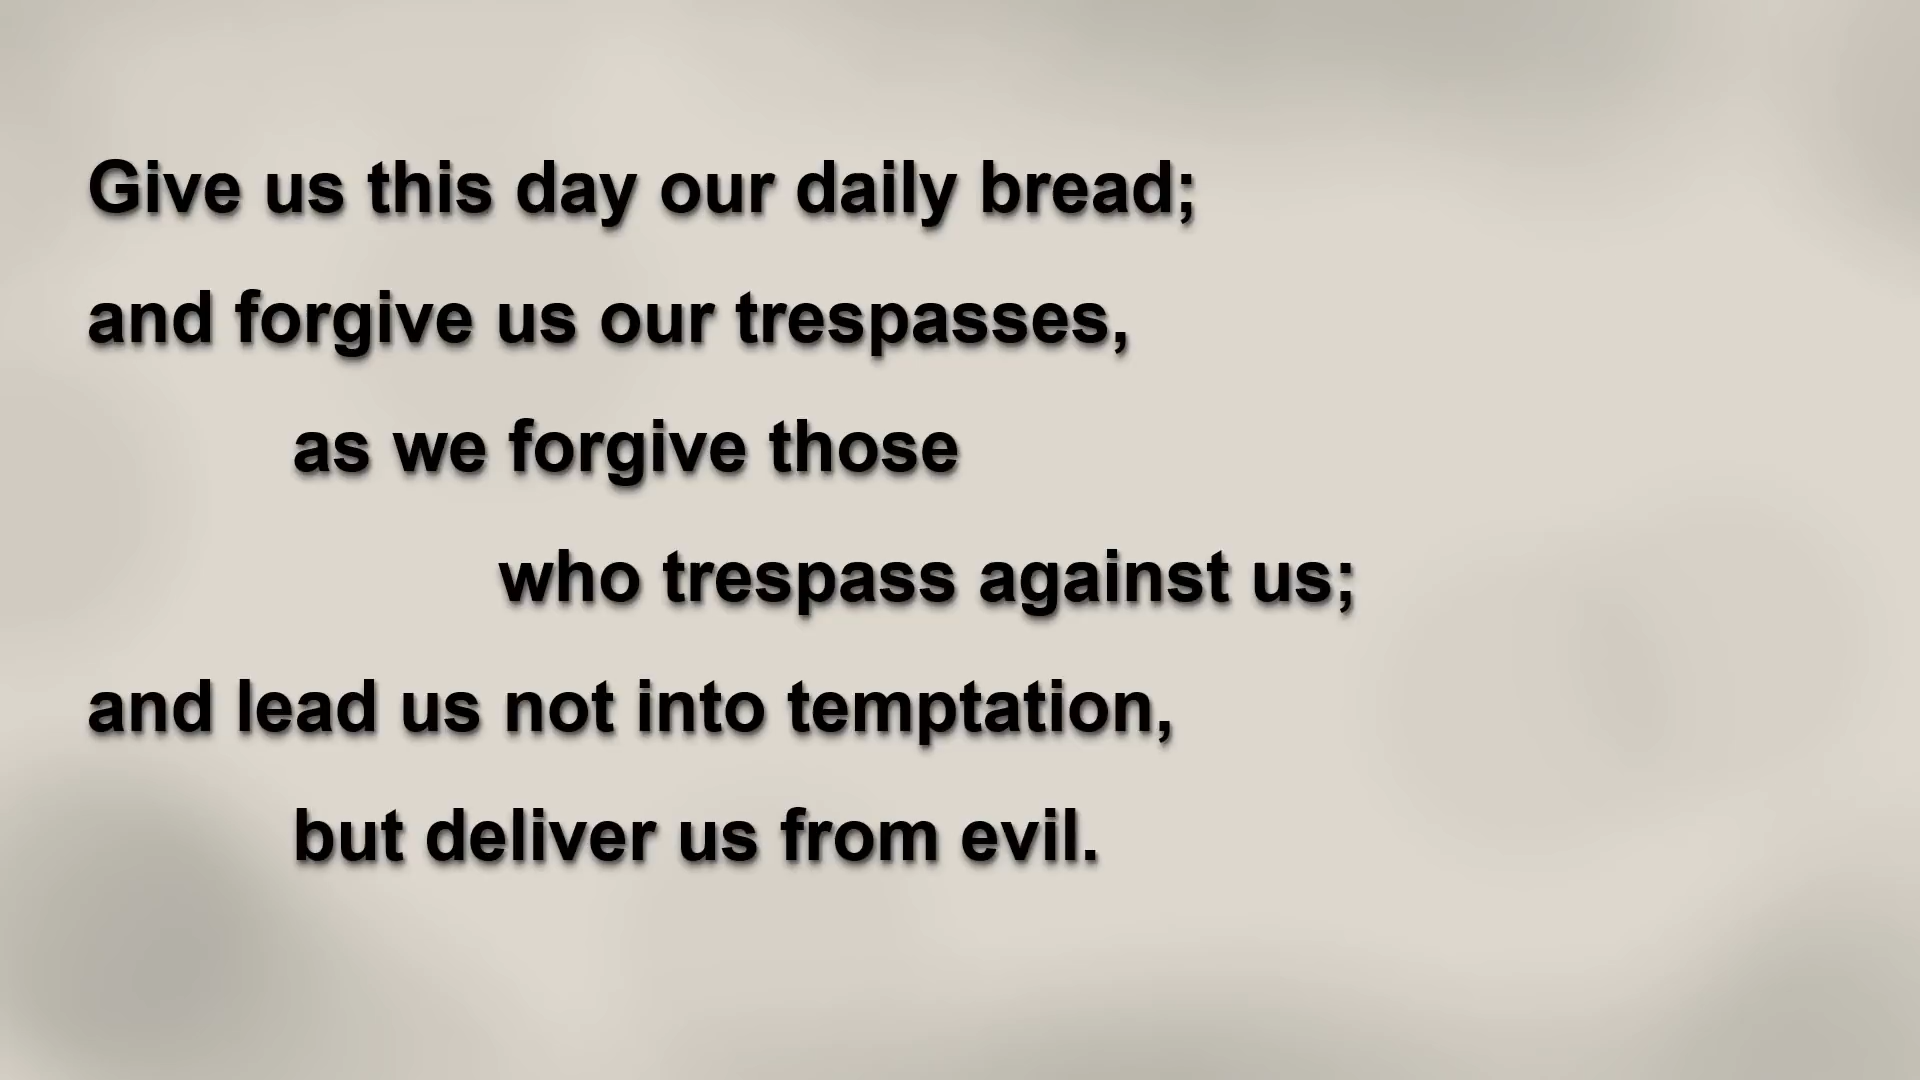 Give us this day our daily bread;
and forgive us our trespasses,
as we forgive those
who trespass against us;
and lead us not into temptation,
but deliver us from evil.